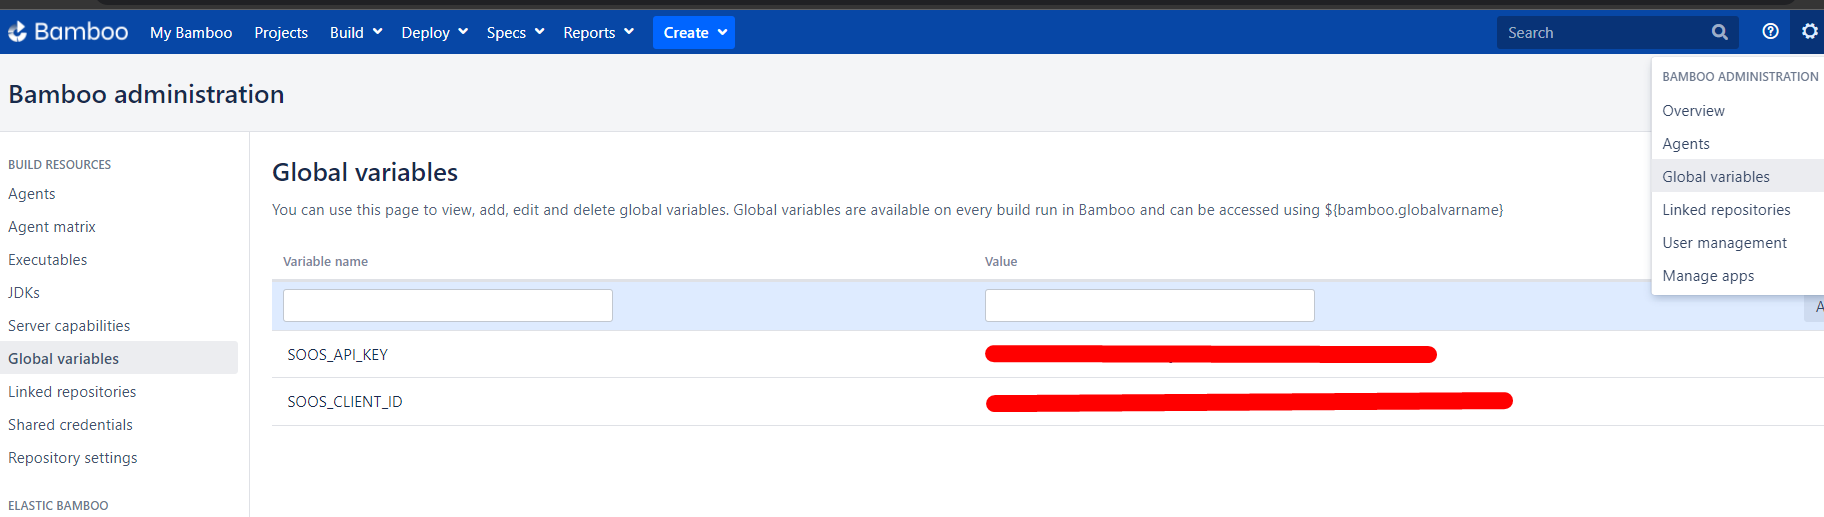 Bamboo My Bamboo Projects Build Deploy Specs Reports Create Search
Bamboo administration
BUILD RESOURCES
Agents
Agent matrix
Executables
JDKs
Server capabilities
Global variables
Linked repositories
Shared credentials
Repository settings
ELASTIC BAMBOO
Global variables
You can use this page to view, add, edit and delete global variables. Global variables are available on every build run in Bamboo and can be accessed using ${bamboo.globalvarname}
Variable name Value
SOOS_API_KEY
SOOS_CLIENT_ID
BAMBOO ADMINISTRATION
Overview
Agents
Global variables
Linked repositories
User management
Manage apps